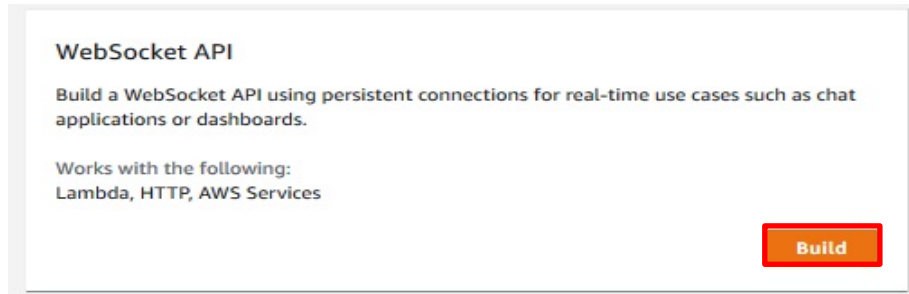 WebSocket API
Build a WebSocket API using persistent connections for real-time use cases such as chat
applications or dashboards.
Works with the following:
Lambda, HTTP, AWS Services
Build